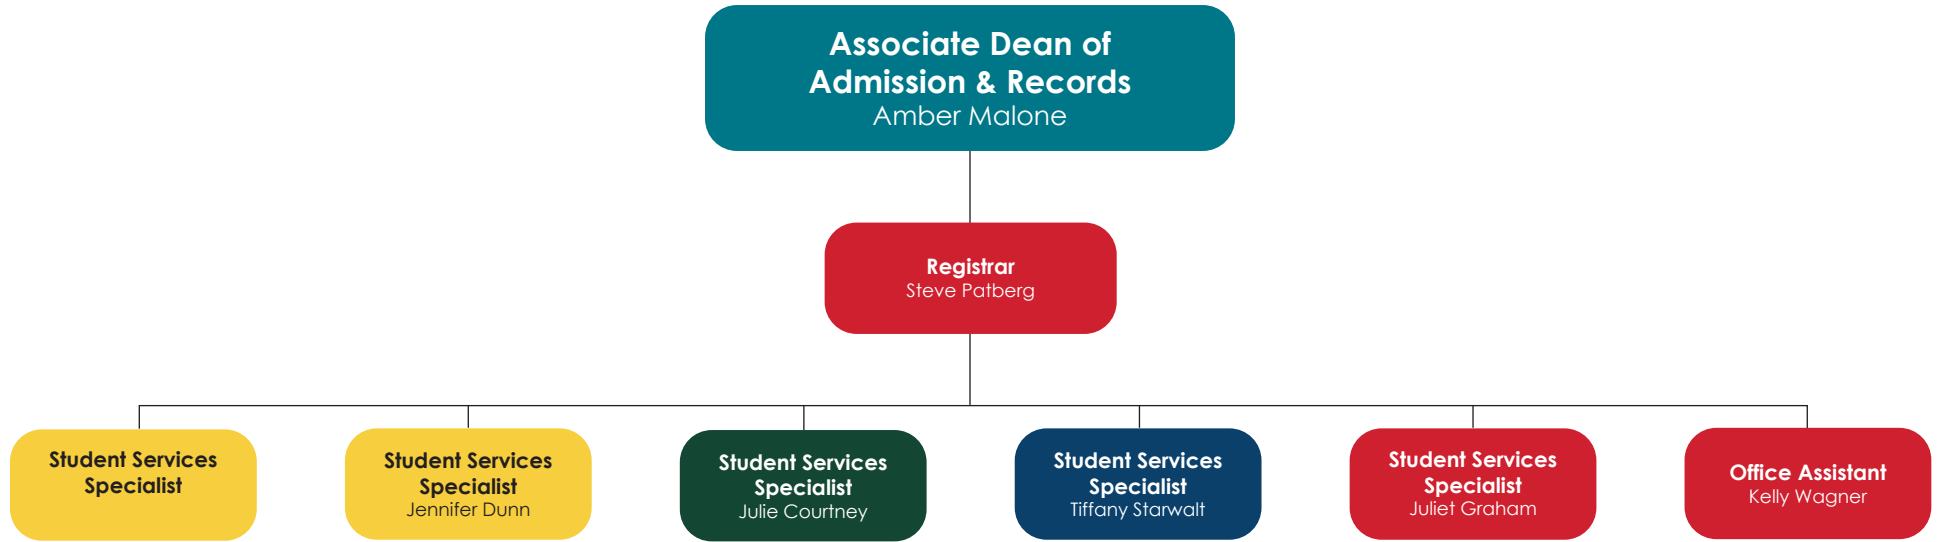 Associate Dean of
Admission & Records
Amber Malone
Registrar
Steve Patberg
Student Services
Specialist
Student Services
Specialist
Jennifer Dunn
Student Services
Specialist
Julie Courtney
Student Services
Specialist
Tiffany Starwalt
Student Services
Specialist
Juliet Graham
Office Assistant
Kelly Wagner